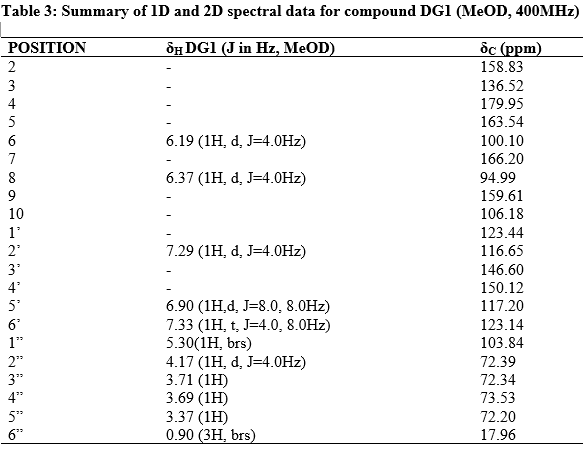 Table 3: Summary of 1D and 2D spectral data for compound DG1 (MeOD, 400MHz)
POSITION δH DG1 (J in Hz, MeOD) δC (ppm)
2 - 158.83
3 - 136.52
4 - 179.95
5 - 163.54
6 6.19 (1H, d, J=4.0Hz) 100.10
7 - 166.20
8 6.37 (1H, d, J=4.0Hz) 94.99
9 - 159.61
10 - 106.18
1’ - 123.44
2’ 7.29 (1H, d, J=4.0Hz) 116.65
3’ - 146.60
4’ - 150.12
5’ 6.90 (1H,d, J=8.0, 8.0Hz) 117.20
6’ 7.33 (1H, t, J=4.0, 8.0Hz) 123.14
1” 5.30(1H, brs) 103.84
2” 4.17 (1H, d, J=4.0Hz) 72.39
3” 3.71 (1H) 72.34
4” 3.69 (1H) 73.53
5” 3.37 (1H) 72.20
6” 0.90 (3H, brs) 17.96